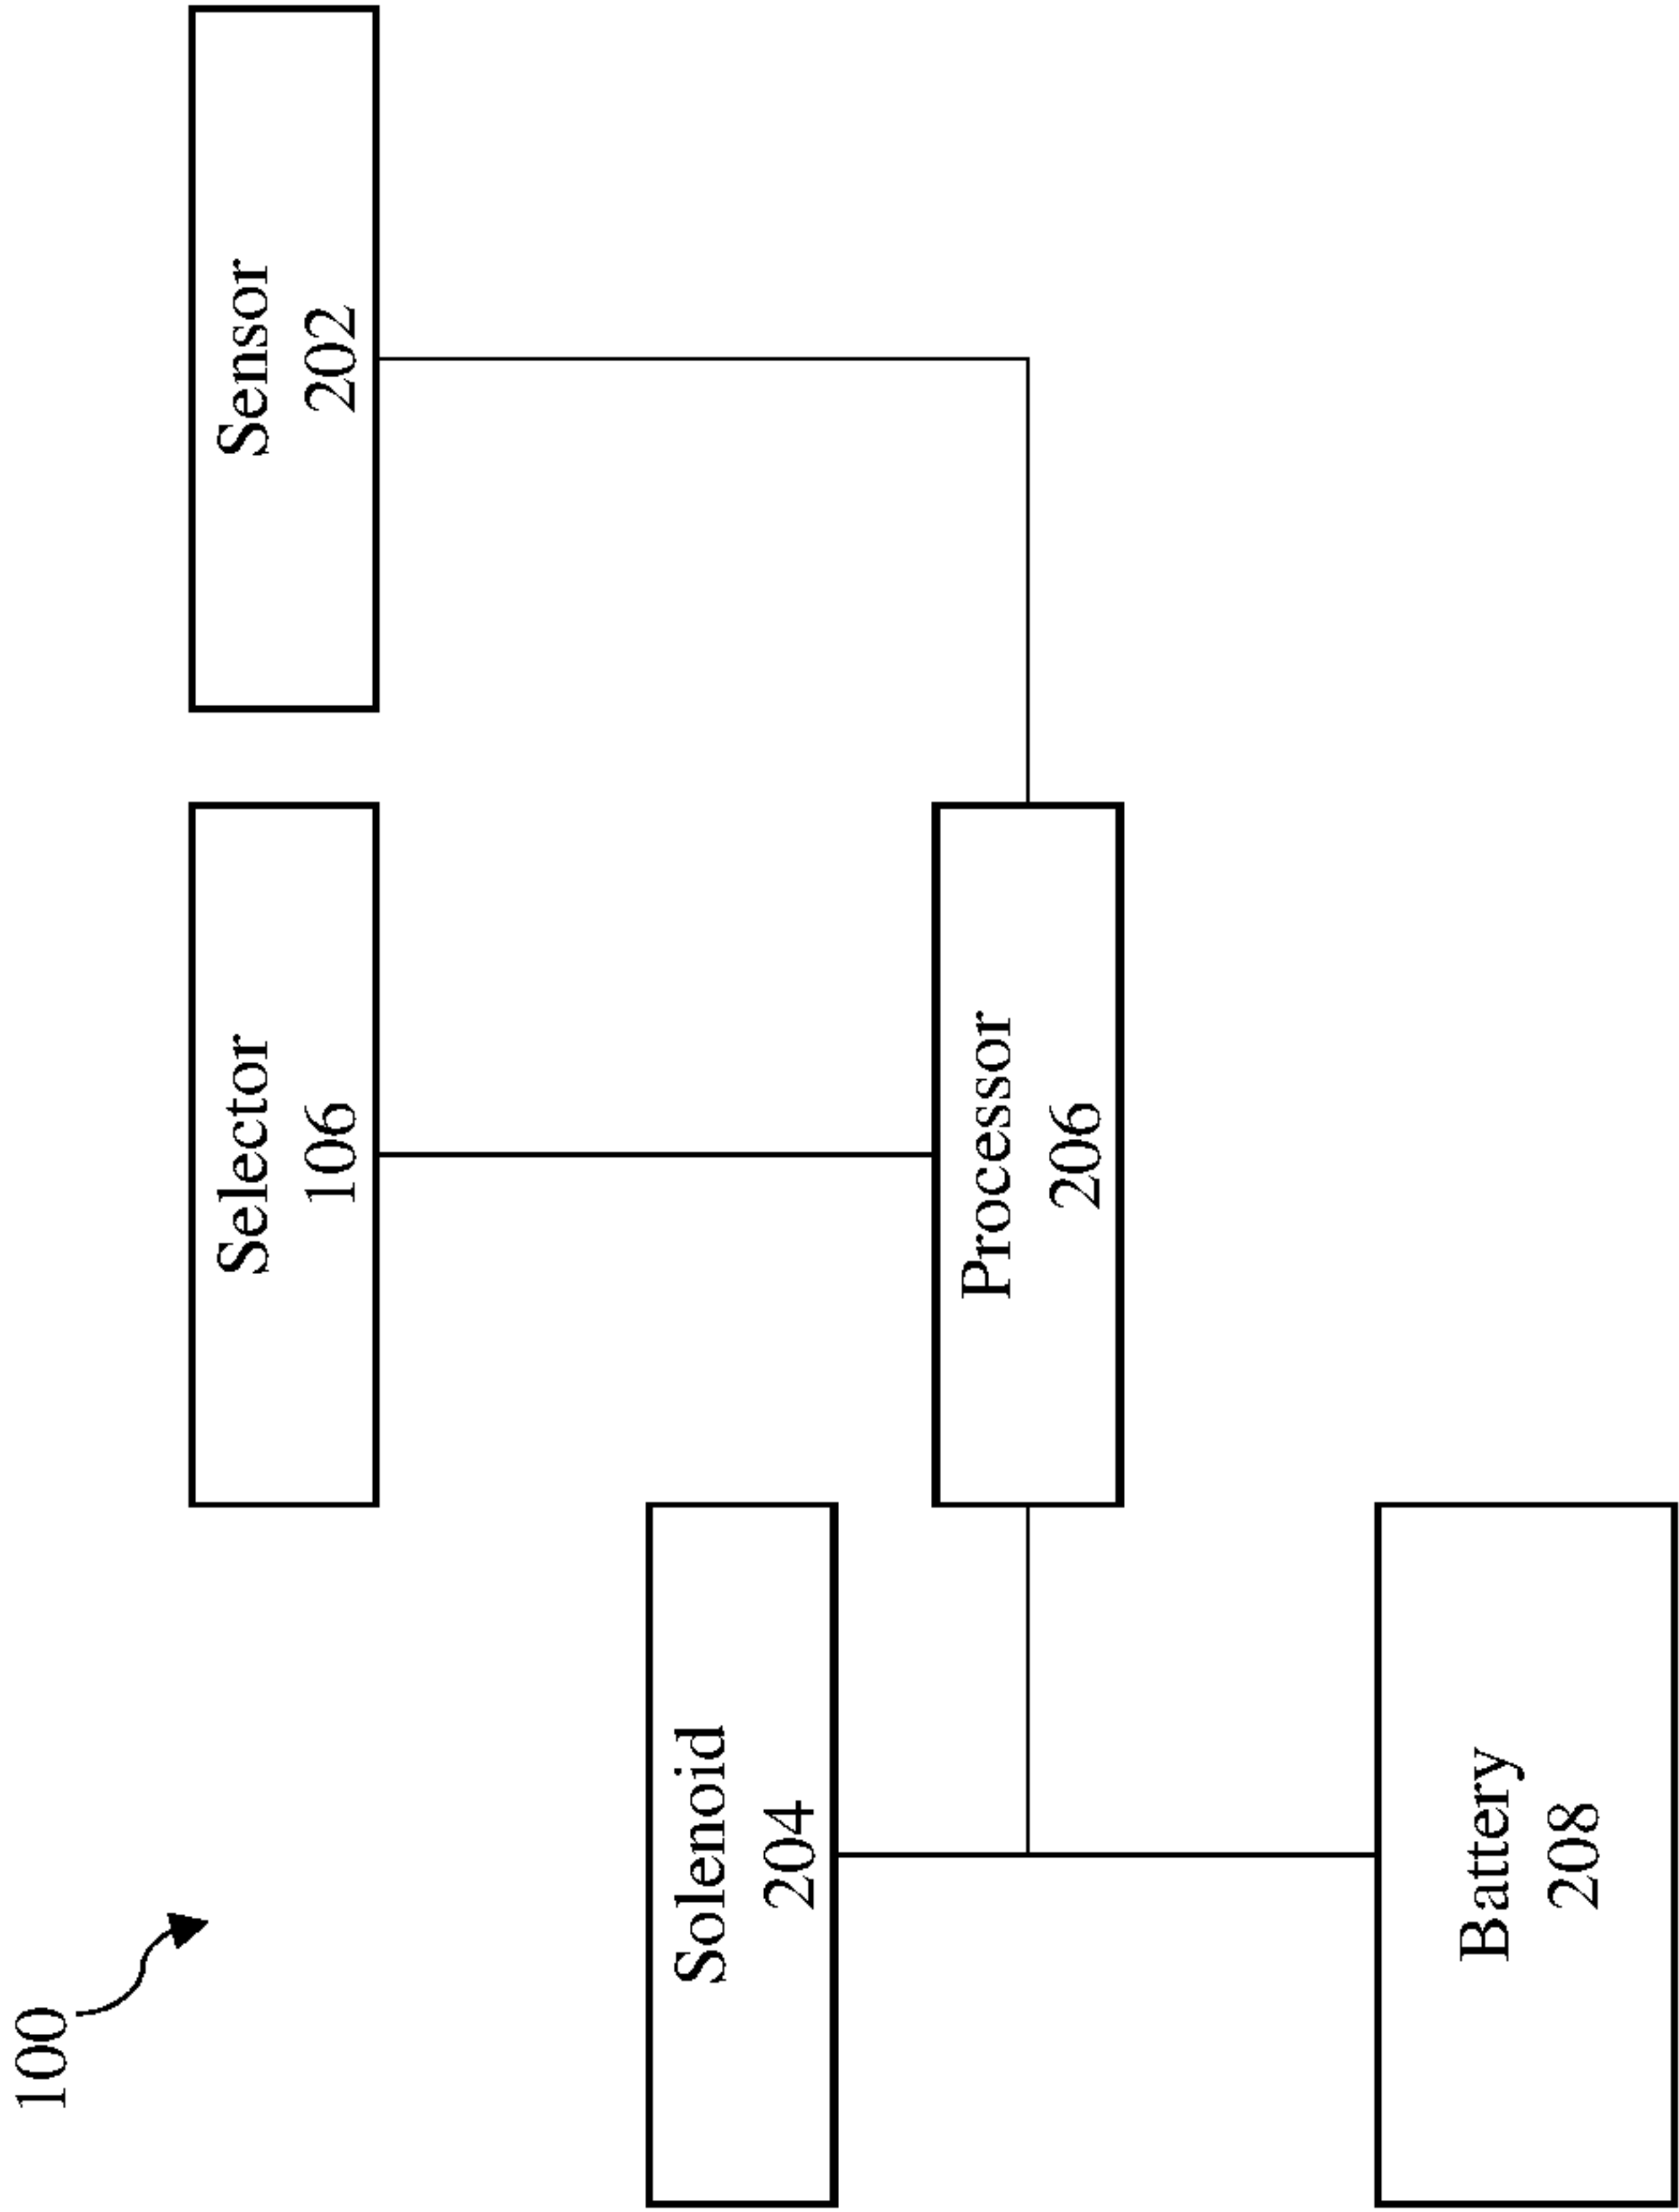 100
Selector
106
Sensor
202
Solenoid
204
Processor
206
Battery
208